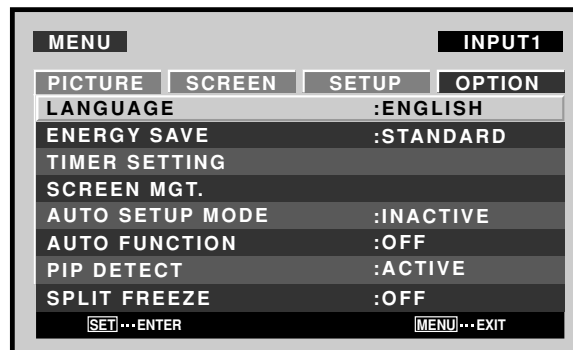 MENU INPUT1
PICTURE SCREEN SETUP OPTION
LANGUAGE :ENGLISH
ENERGY SAVE :STANDARD
TIMER SETTING
SCREEN MGT.
AUTO SETUP MODE :INACTIVE
AUTO FUNCTION :OFF
PIP DETECT :ACTIVE
SPLIT FREEZE :OFF
SET···ENTER MENU···EXIT